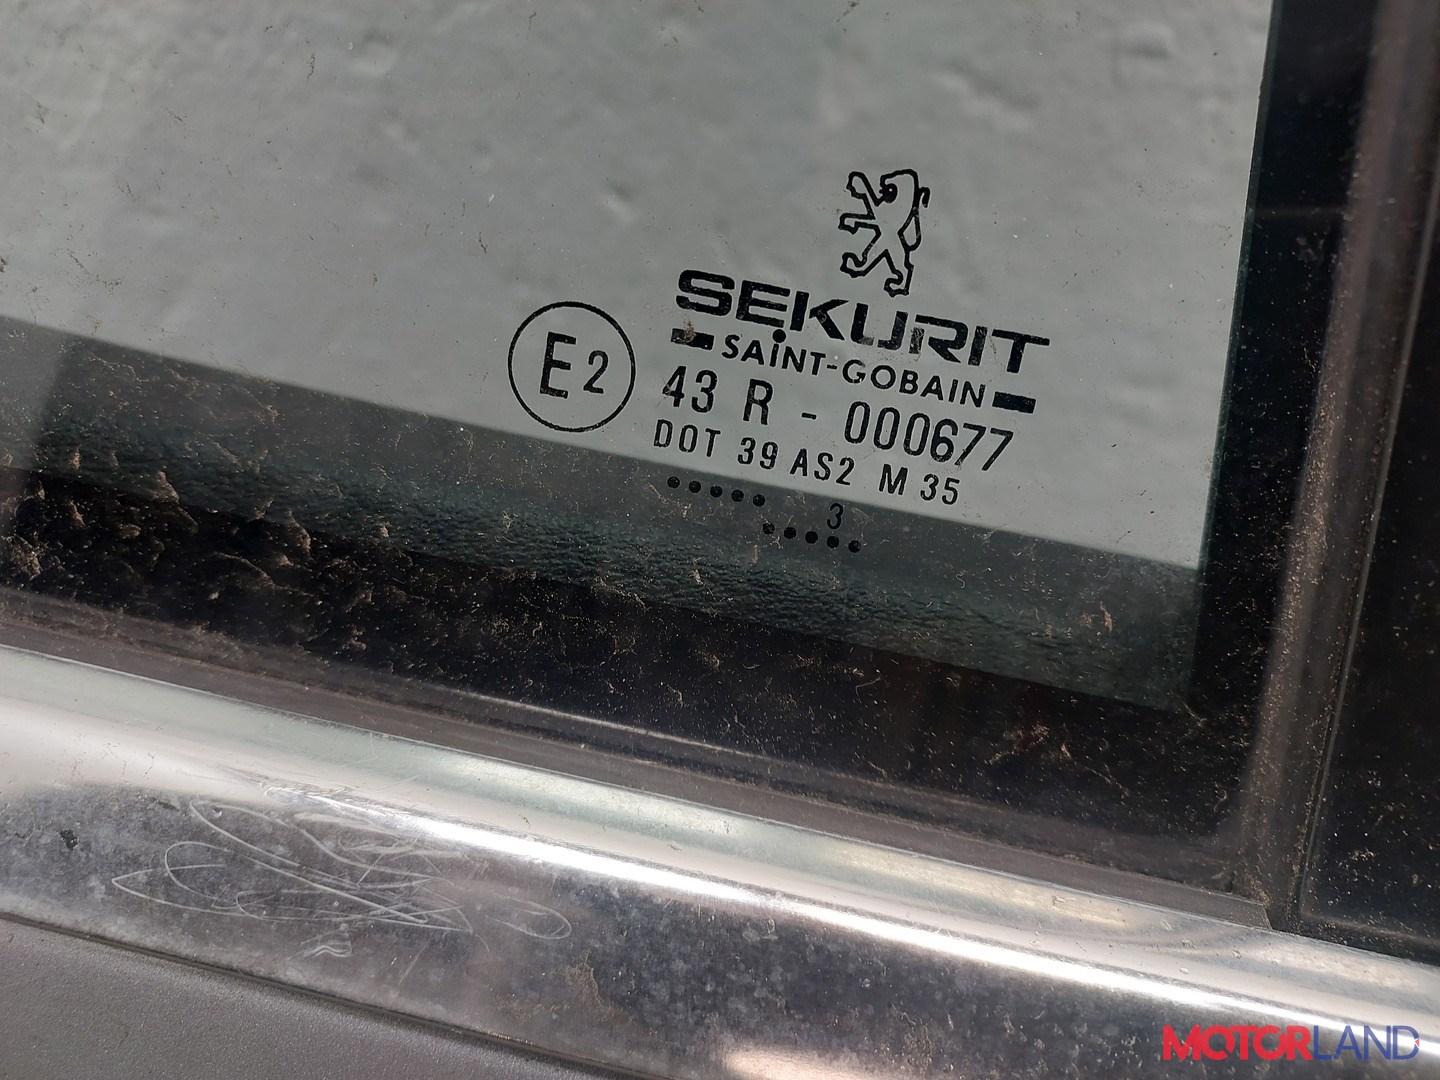 SEKURIT
SAINT-GOBAIN
E2
43 R - 000677
DOT 39 AS2 M 35
..... 3
.....
MOTORLAND